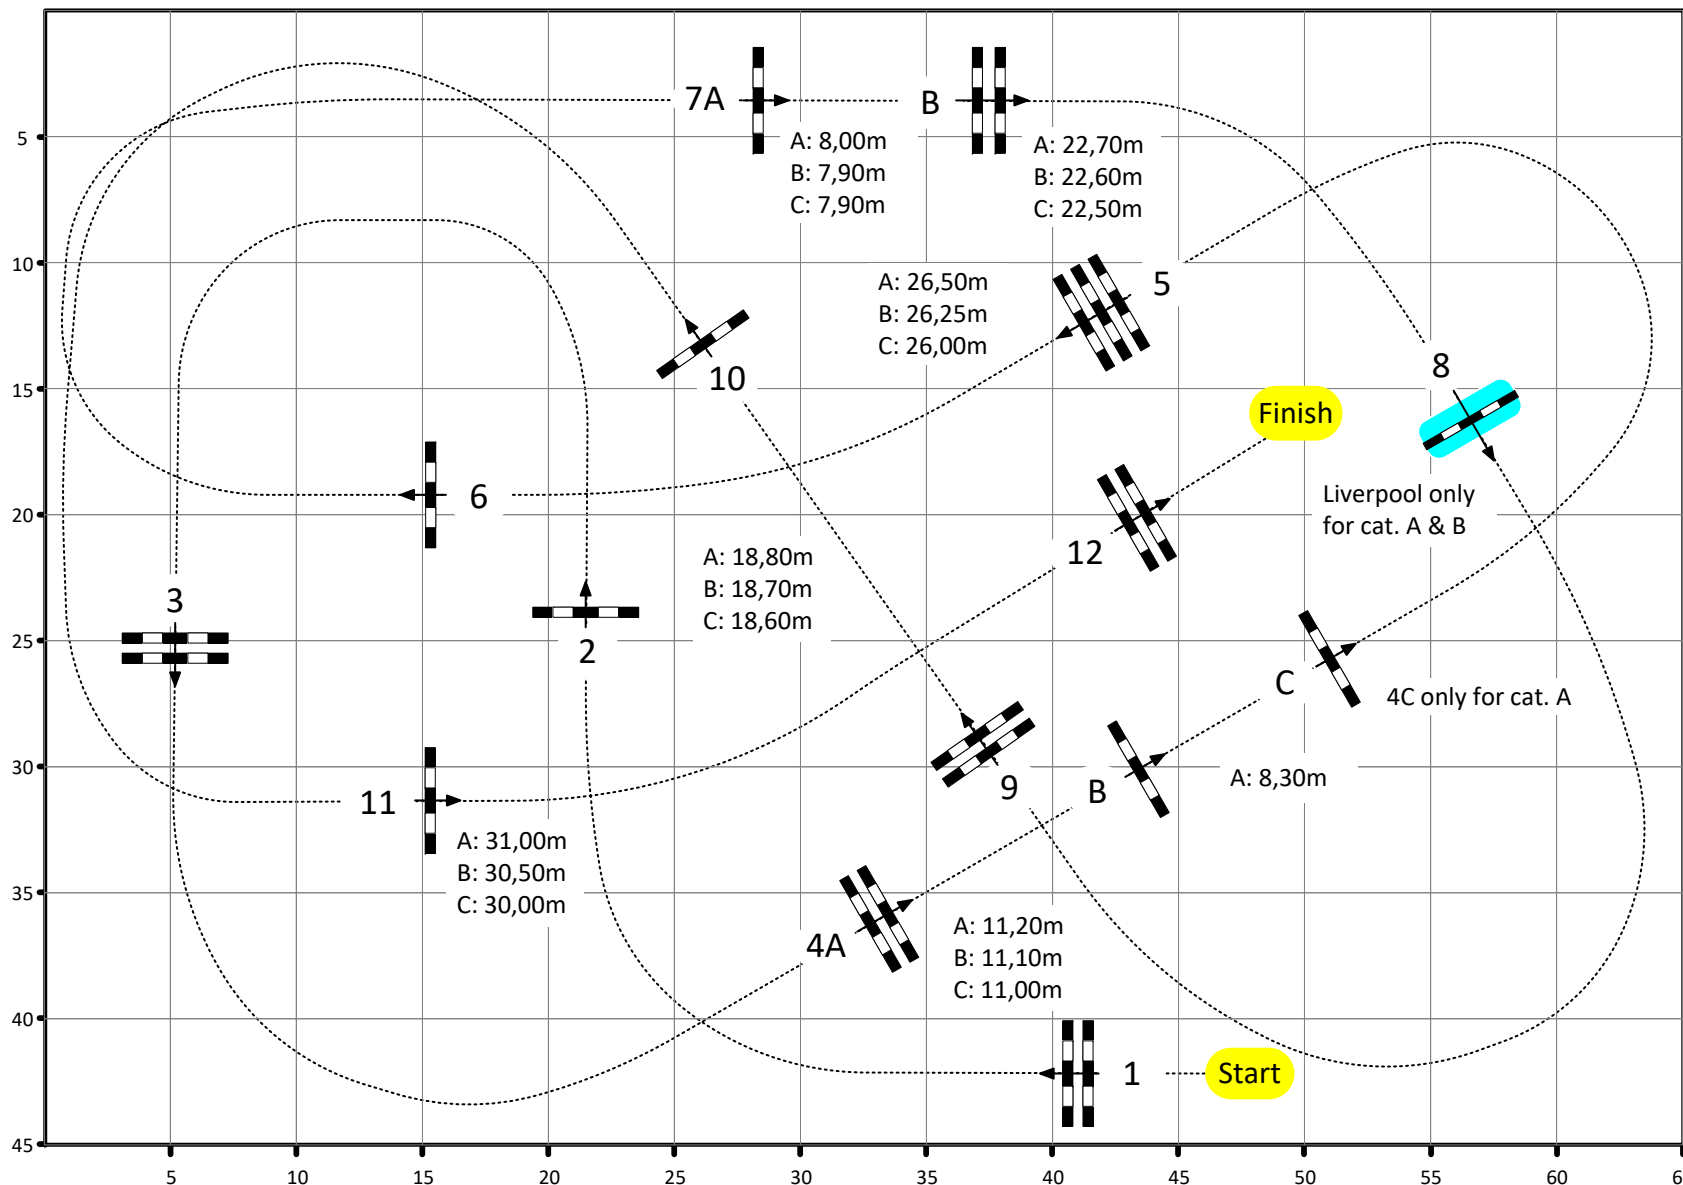 7A
B
A: 8,00m
B: 7,90m
C: 7,90m
A: 22,70m
B: 22,60m
C: 22,50m
5
A: 26,50m
B: 26,25m
C: 26,00m
10
8
Finish
6
Liverpool only
for cat. A & B
12
A: 18,80m
B: 18,70m
C: 18,60m
3
2
C
4C only for cat. A
9
B
A: 8,30m
11
A: 31,00m
B: 30,50m
C: 30,00m
4A
A: 11,20m
B: 11,10m
C: 11,00m
1
Start
5
10
15
20
25
30
35
40
45
5
10
15
20
25
30
35
40
45
50
55
60